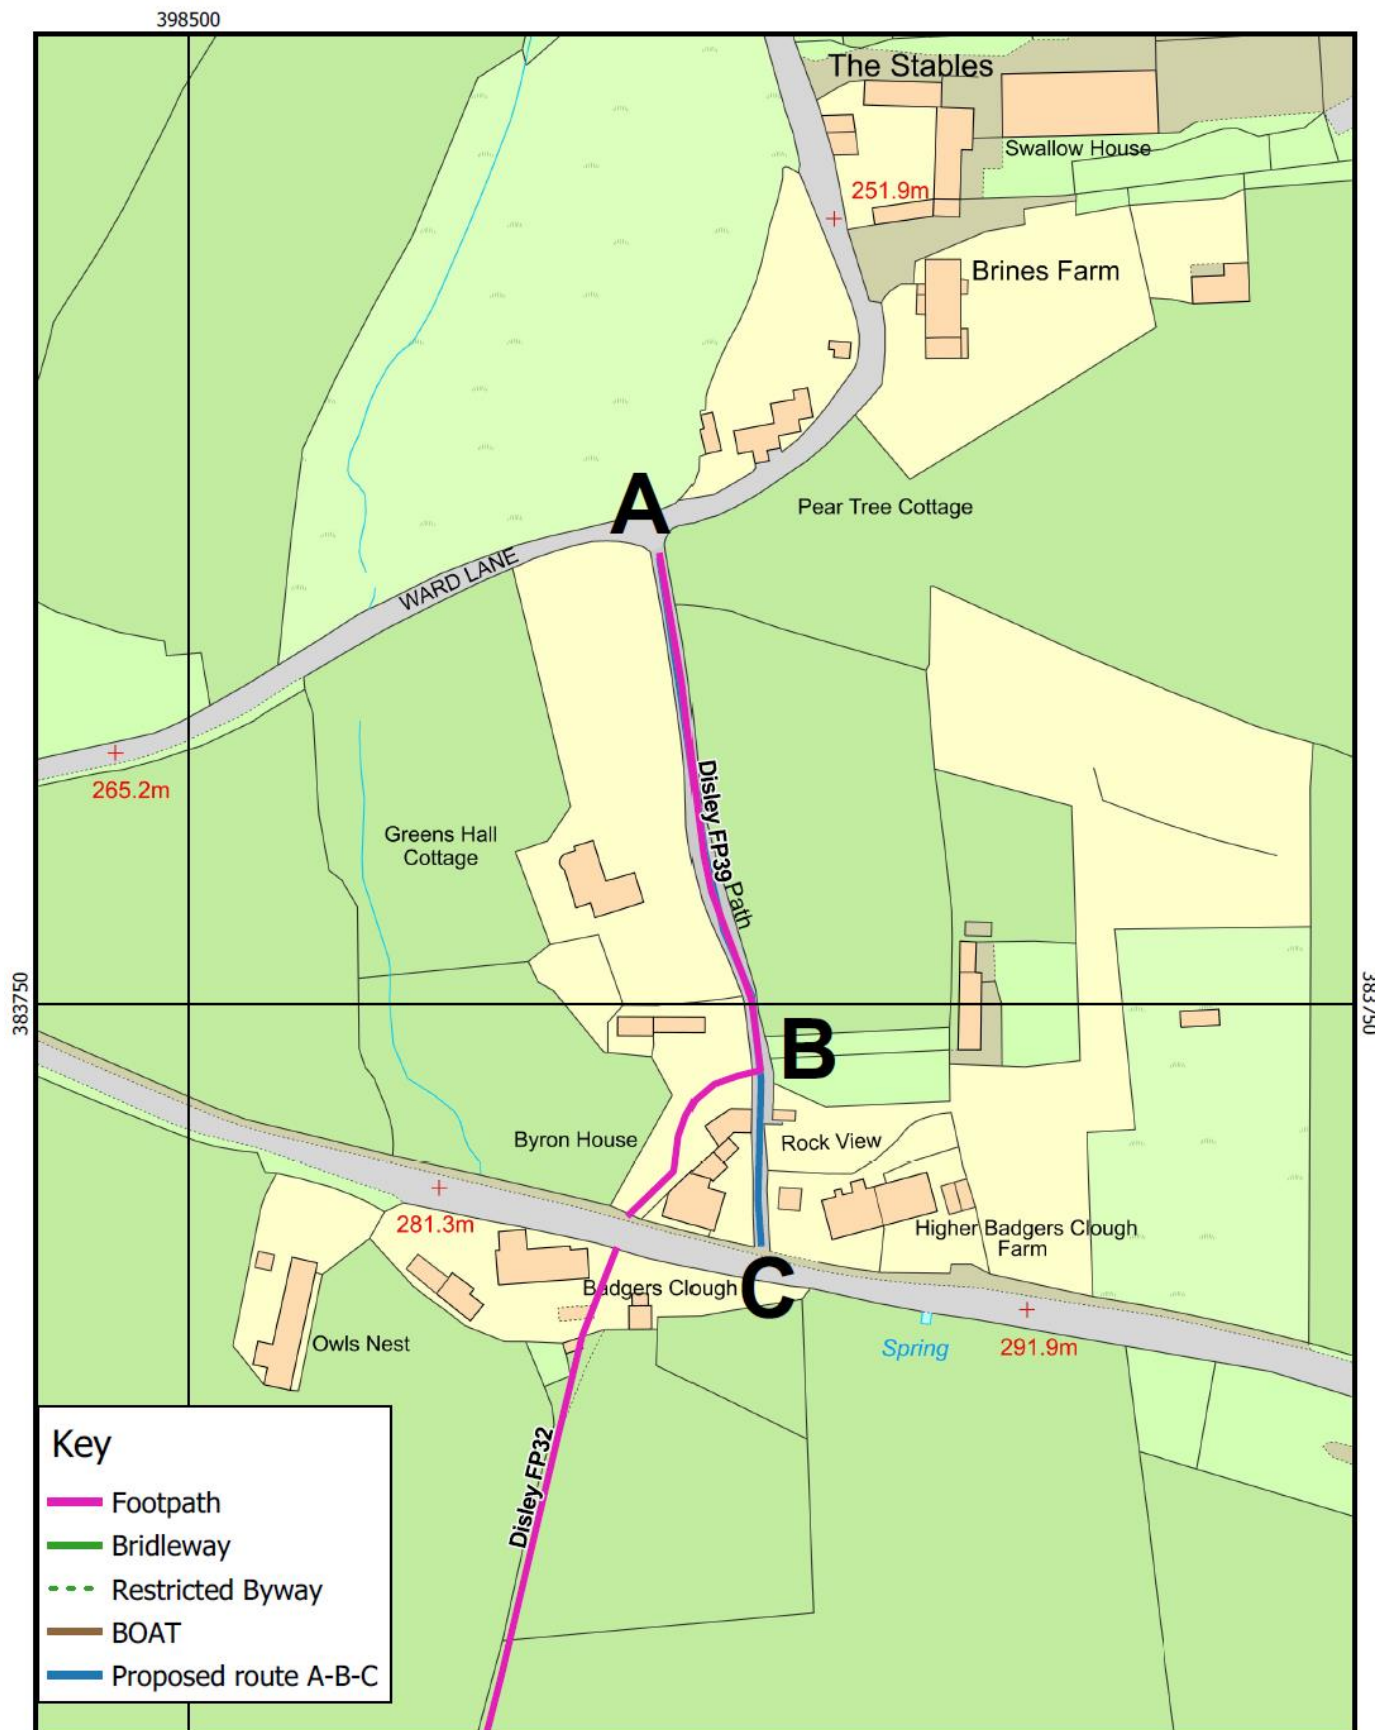 398500
The Stables
Swallow House
251.9m
Brines Farm
A
Pear Tree Cottage
WARD LANE
265.2m
Disley FP39
Greens Hall
Cottage
Path
383750
383750
B
Byron House
Rock View
281.3m
Higher Badgers Clough
Farm
Badgers Clough
C
Owls Nest
Spring
291.9m
Disley FP32
Key
Footpath
Bridleway
Restricted Byway
BOAT
Proposed route A-B-C